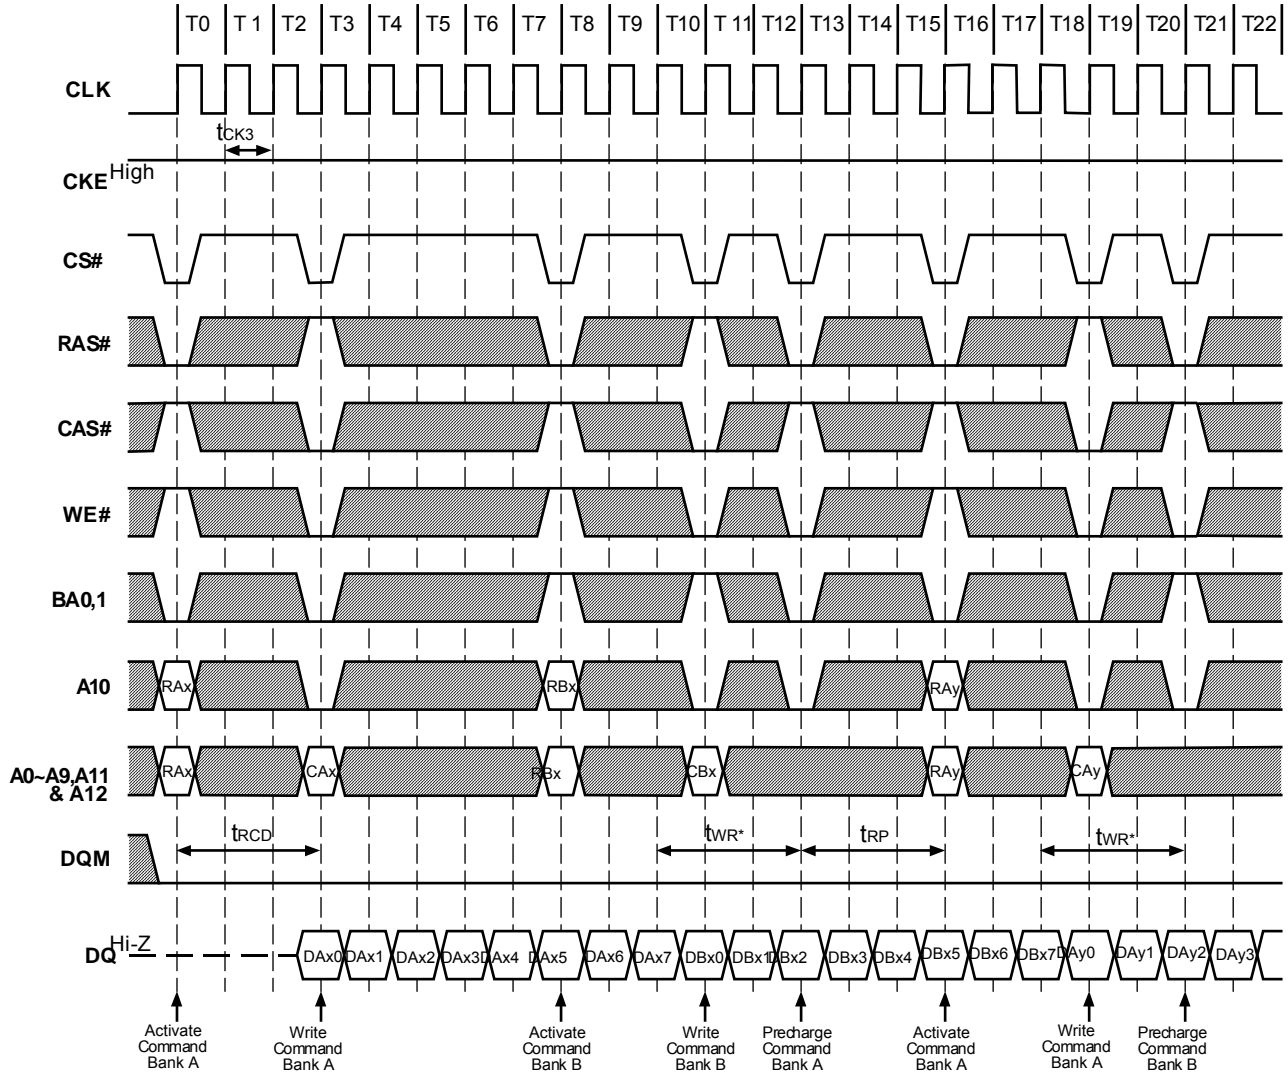 T0 T 1 T2 T3 T4 T5 T6 T7 T8 T9 T10 T 11 T12 T13 T14 T15 T16 T17 T18 T19 T20 T21 T22
CLK
tCK3
CKE High
CS#
RAS#
CAS#
WE#
BA0,1
A10 RAx RBx RAy
A0~A9,A11 RAx CAx RBx CBx RAy CAy
& A12
DQM tRCD tWR* tRP tWR*
DQ Hi-Z DAx0 DAx1 DAx2 DAx3 DAx4 DAx5 DAx6 DAx7 DBx0 DBx1 DBx2 DBx3 DBx4 DBx5 DBx6 DBx7 DAy0 DAy1 DAy2 DAy3
Activate
Command
Bank A
Write
Command
Bank A
Activate
Command
Bank B
Write
Command
Bank B
Precharge
Command
Bank A
Activate
Command
Bank A
Write
Command
Bank A
Precharge
Command
Bank B